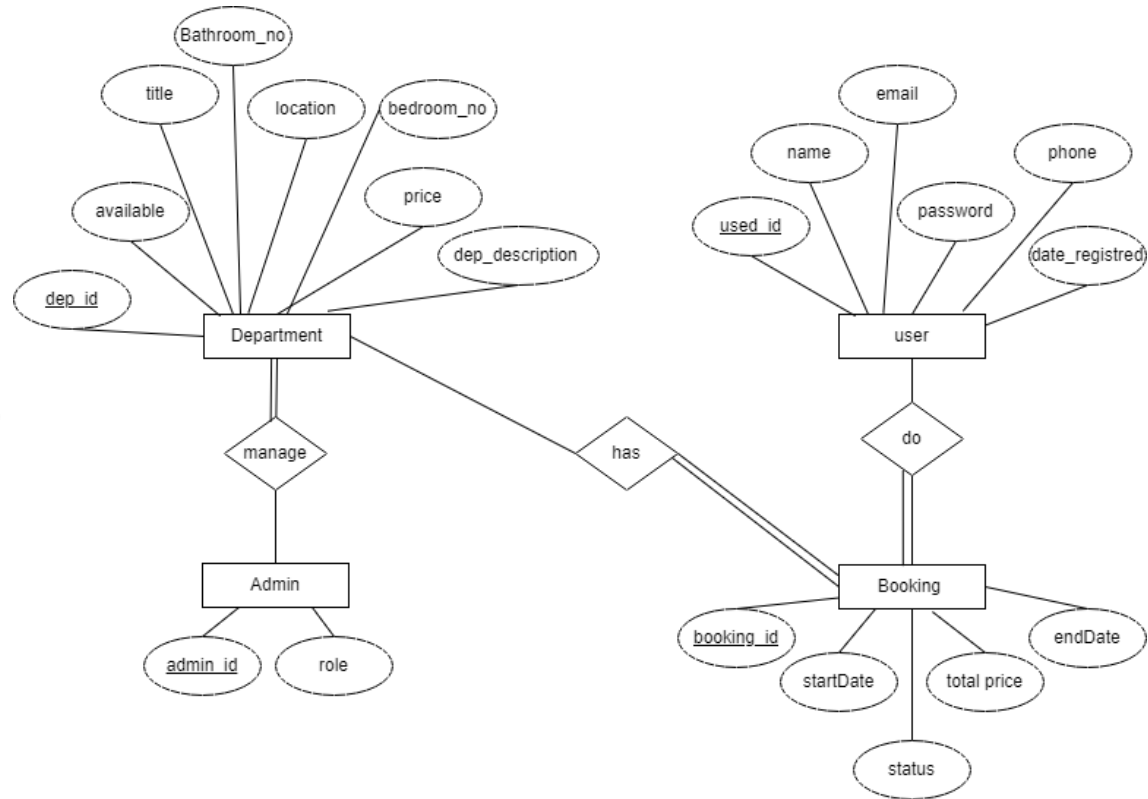 Bathroom_no
title
location
bedroom_no
available
price
dep_description
dep_id
Department
email
name
phone
used_id
password
date_registred
user
manage
has
do
Admin
admin_id
role
Booking
booking_id
startDate
total price
endDate
status